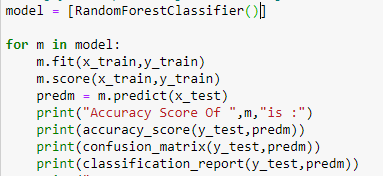 model = [RandomForestClassifier()]
for m in model:
m.fit(x_train,y_train)
m.score(x_train,y_train)
predm = m.predict(x_test)
print("Accuracy Score Of ",m,"is :")
print(accuracy_score(y_test,predm))
print(confusion_matrix(y_test,predm))
print(classification_report(y_test,predm))